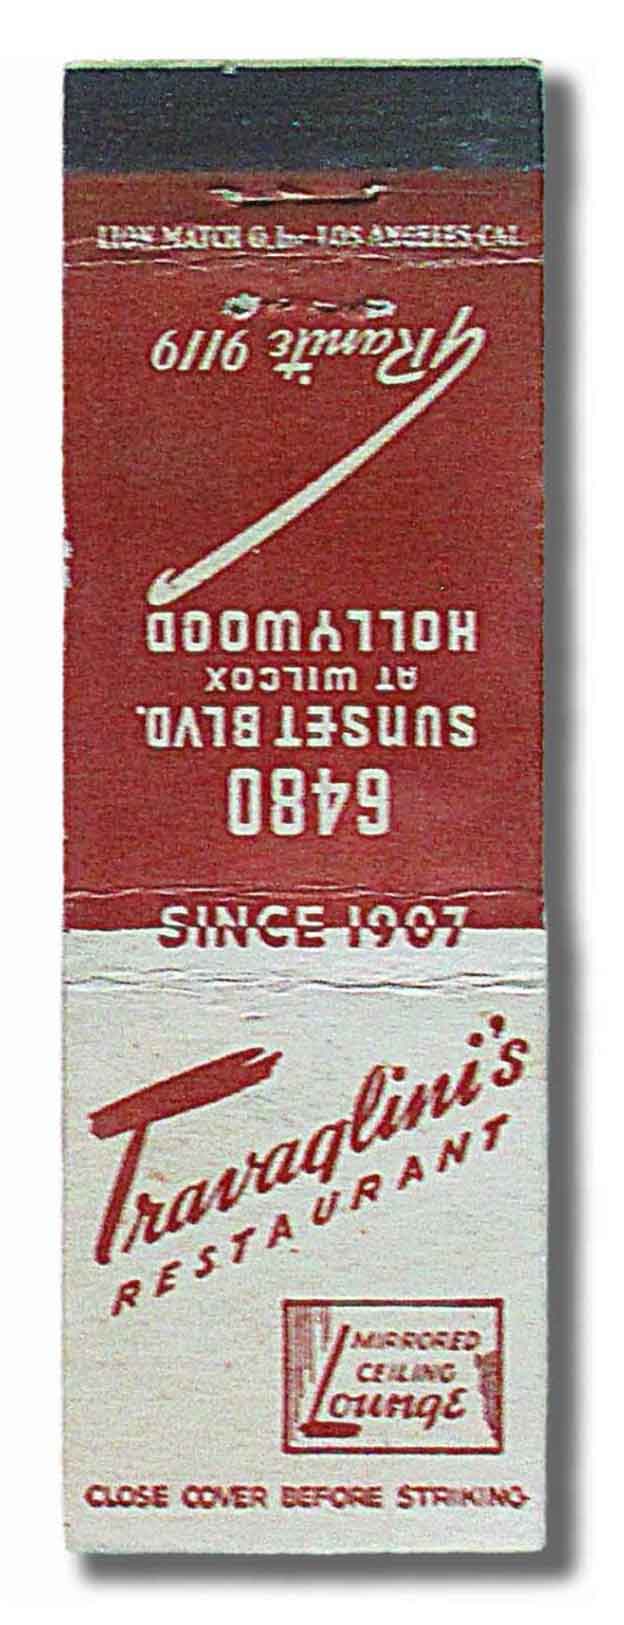 LION MATCH Co., Inc-LOS ANGELES, CAL.
6480
SUNSET BLVD.
AT WILCOX
HOLLYWOOD
GRanite 9119
SINCE 1907
Travaglini's
RESTAURANT
MIRRORED
CEILING
Lounge
CLOSE COVER BEFORE STRIKING